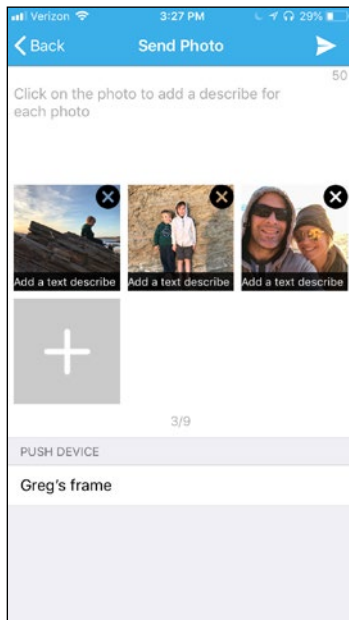 Verizon 3:27 PM 29%
Back Send Photo
50
Click on the photo to add a describe for
each photo
Add a text describe Add a text describe Add a text describe
3/9
PUSH DEVICE
Greg's frame